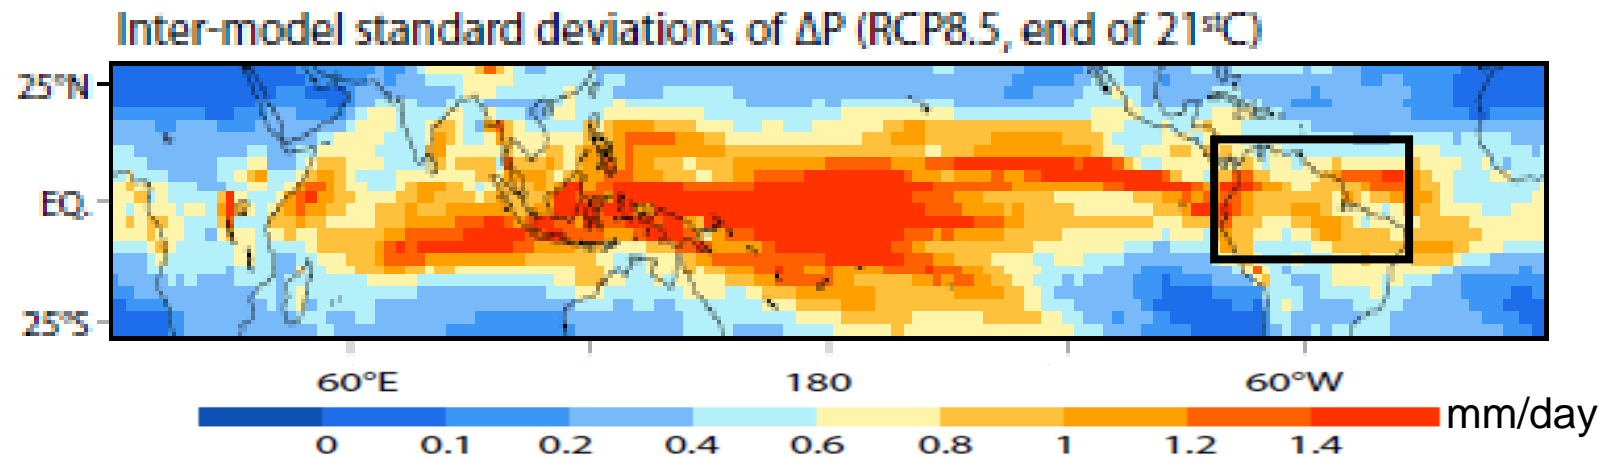 Inter-model standard deviations of ΔP (RCP8.5, end of 21ˢᵗC)
25°N
EQ.
25°S
60°E 180 60°W
mm/day
0 0.1 0.2 0.4 0.6 0.8 1 1.2 1.4